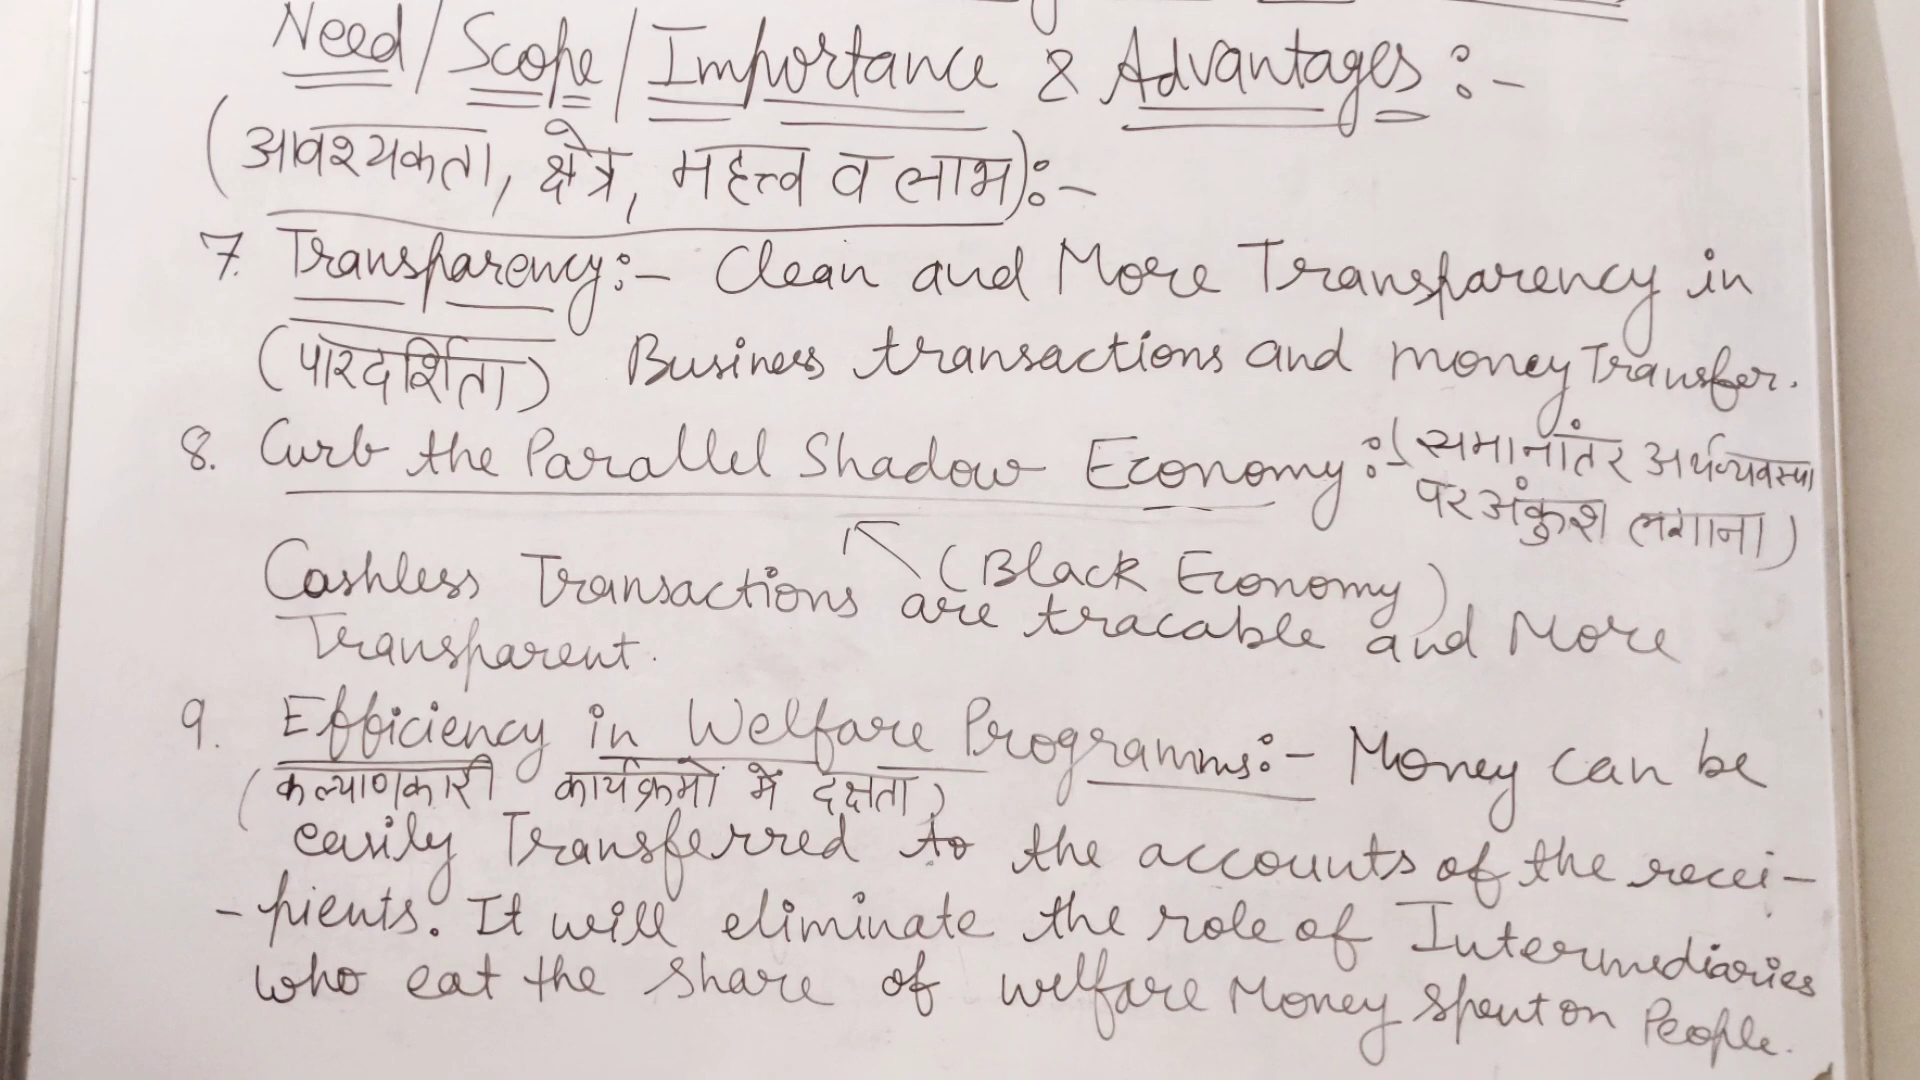 Need/Scope/Importance & Advantages :-
(आवश्यकता, क्षेत्र, महत्त्व व लाभ):-
7. Transparency:- Clean and More Transparency in
(पारदर्शिता) Business transactions and money Transfer.
8. Curb the Parallel Shadow Economy:- (समानांतर अर्थव्यवस्था
पर अंकुश लगाना)
(Black Economy)
Cashless Transactions are tracable and More
Transparent.
9. Efficiency in Welfare Programms:- Money can be
(कल्याणकारी कार्यक्रमों में दक्षता)
easily Transferred to the accounts of the recei-
-pients. It will eliminate the role of Intermediaries
who eat the share of welfare Money spent on People.